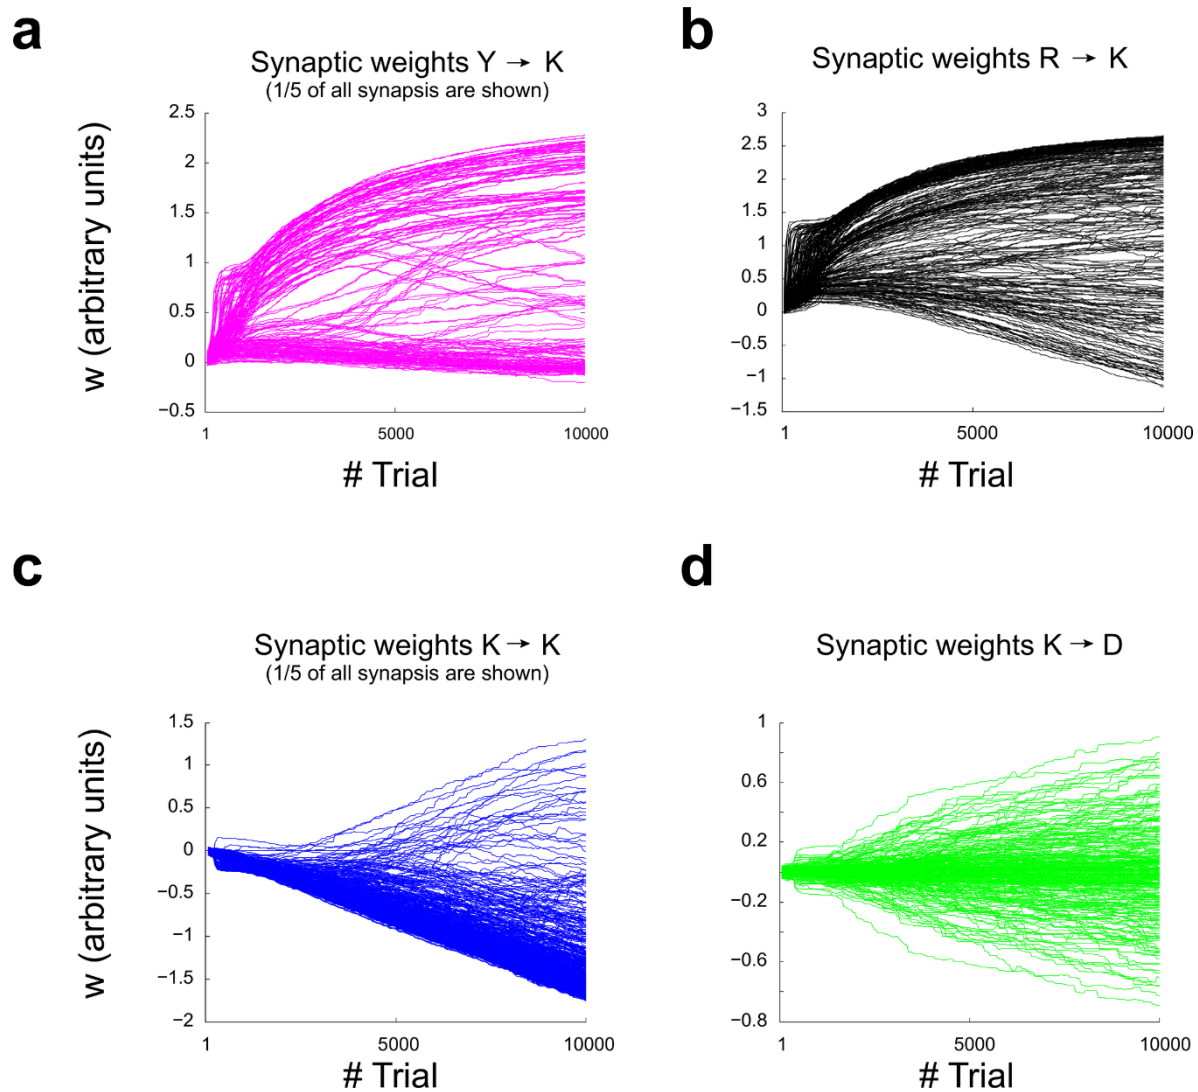 a
Synaptic weights Y → K
(1/5 of all synapsis are shown)
w (arbitrary units)
2.5
2
1.5
1
0.5
0
−0.5
1
5000
10000
# Trial
b
Synaptic weights R → K
3
2.5
2
1.5
1
0.5
0
−0.5
−1
−1.5
1
5000
10000
# Trial
c
Synaptic weights K → K
(1/5 of all synapsis are shown)
w (arbitrary units)
1.5
1
0.5
0
−0.5
−1
−1.5
−2
1
5000
10000
# Trial
d
Synaptic weights K → D
1
0.6
0.2
−0.2
−0.6
−0.8
1
5000
10000
# Trial